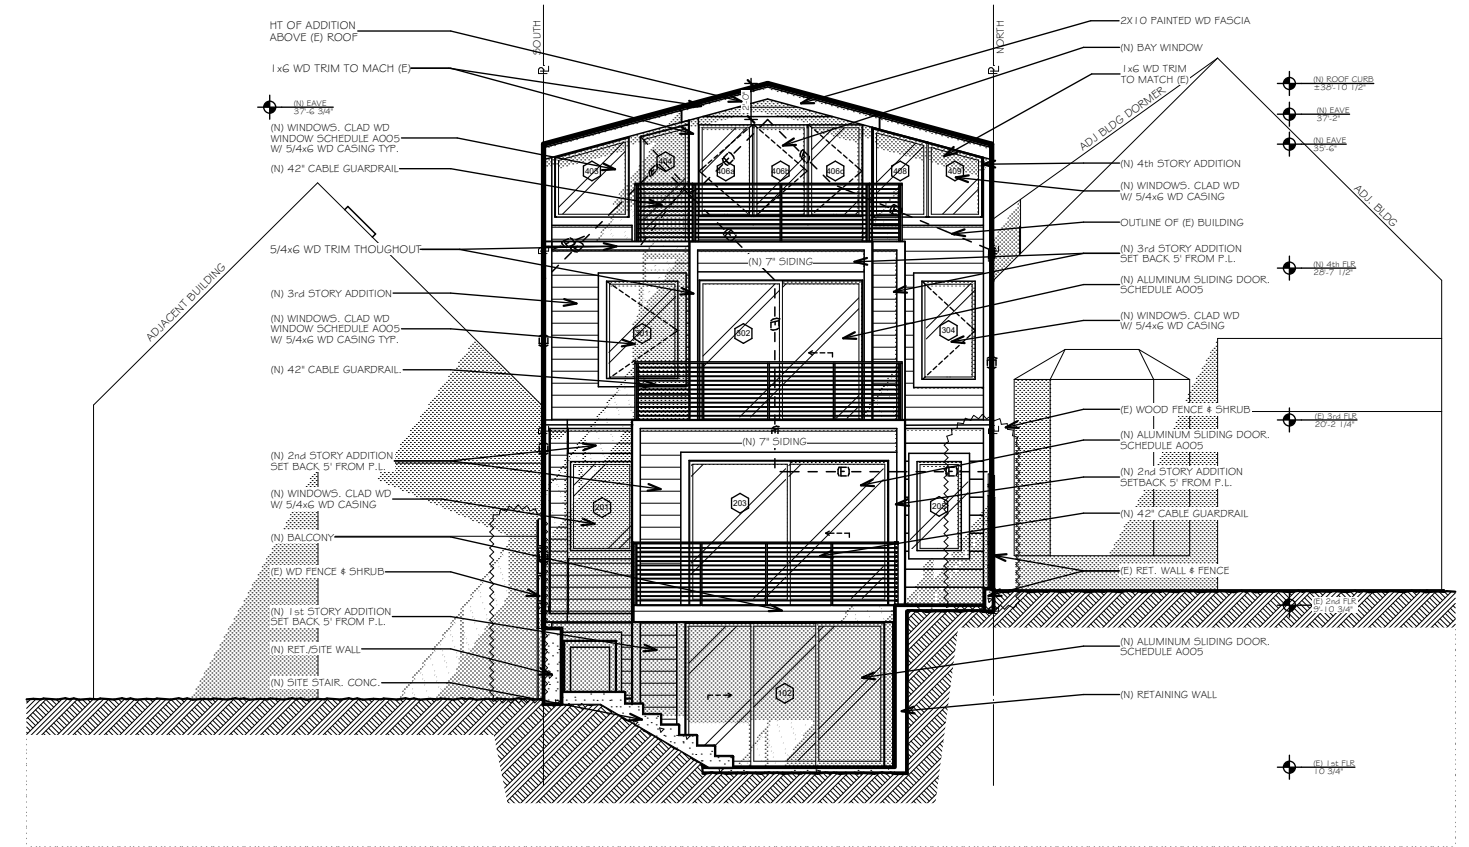 HT OF ADDITION
ABOVE (E) ROOF
1x6 WD TRIM TO MACH (E)
(N) EAVE
37'-6 3/4"
(N) WINDOWS. CLAD WD
WINDOW SCHEDULE A005
W/ 5/4x6 WD CASING TYP.
(N) 42" CABLE GUARDRAIL
5/4x6 WD TRIM THOUGHOUT
ADJACENT BUILDING
(N) 3rd STORY ADDITION
(N) WINDOWS. CLAD WD
WINDOW SCHEDULE A005
W/ 5/4x6 WD CASING TYP.
(N) 42" CABLE GUARDRAIL.
(N) 2nd STORY ADDITION
SET BACK 5' FROM P.L.
(N) WINDOWS. CLAD WD
W/ 5/4x6 WD CASING
(N) BALCONY
(E) WD FENCE & SHRUB
(N) 1st STORY ADDITION
SET BACK 5' FROM P.L.
(N) RET./SITE WALL
(N) SITE STAIR. CONC.
SOUTH
PL
NORTH
PL
2'-0"
403
404
406a
406b
406c
408
409
(N) 7" SIDING
301
302
304
(N) 7" SIDING
201
203
205
102
E
E
E
E
E
E
2X10 PAINTED WD FASCIA
(N) BAY WINDOW
1x6 WD TRIM
TO MATCH (E)
ADJ BLDG DORMER
(N) 4th STORY ADDITION
(N) WINDOWS. CLAD WD
W/ 5/4x6 WD CASING
OUTLINE OF (E) BUILDING
(N) 3rd STORY ADDITION
SET BACK 5' FROM P.L.
(N) ALUMINUM SLIDING DOOR.
SCHEDULE A005
(N) WINDOWS. CLAD WD
W/ 5/4x6 WD CASING
(E) WOOD FENCE & SHRUB
(N) ALUMINUM SLIDING DOOR.
SCHEDULE A005
(N) 2nd STORY ADDITION
SETBACK 5' FROM P.L.
(N) 42" CABLE GUARDRAIL
(E) RET. WALL & FENCE
(N) ALUMINUM SLIDING DOOR.
SCHEDULE A005
(N) RETAINING WALL
ADJ. BLDG
(N) ROOF CURB
±38'-10 1/2"
(N) EAVE
37'-2"
(N) EAVE
35'-6"
(N) 4th FLR
28'-7 1/2"
(E) 3rd FLR
20'-2 1/4"
(E) 2nd FLR
9'-10 3/4"
(E) 1st FLR
10 3/4"